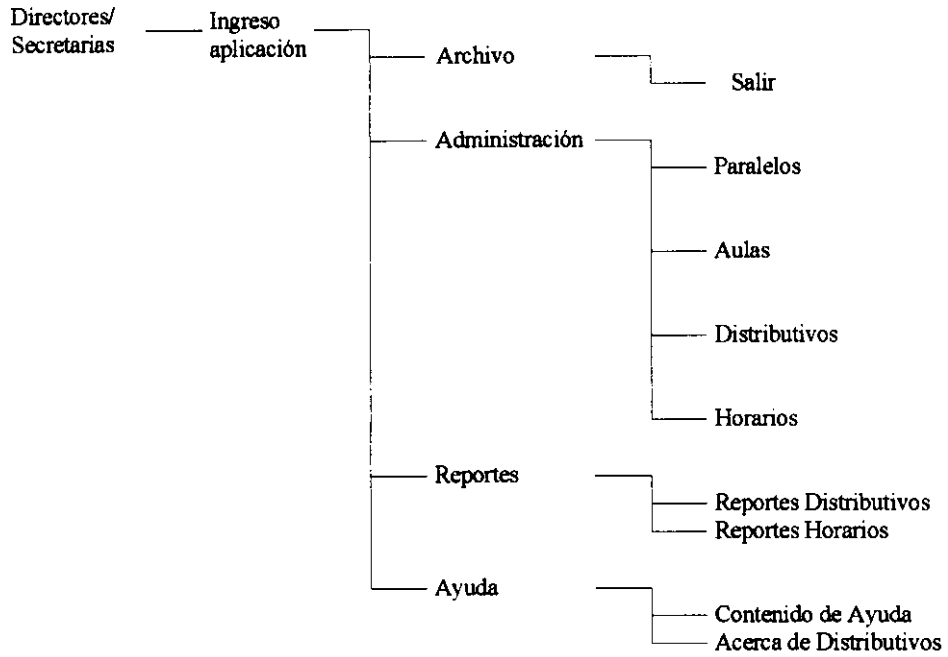 Directores/
Secretarias
Ingreso
aplicación
Archivo
Salir
Administración
Paralelos
Aulas
Distributivos
Horarios
Reportes
Reportes Distributivos
Reportes Horarios
Ayuda
Contenido de Ayuda
Acerca de Distributivos